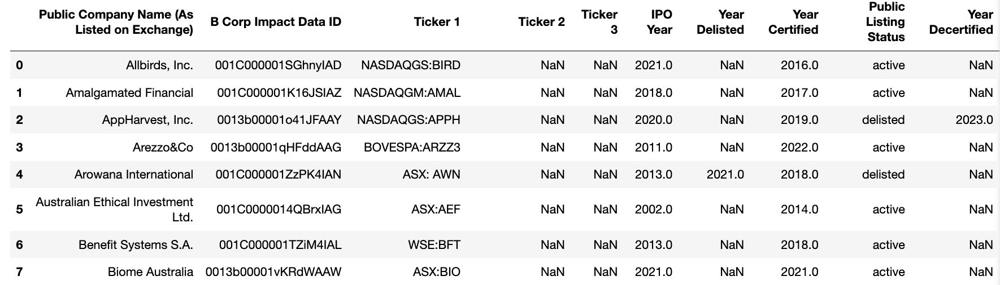 Public Company Name (As Listed on Exchange) B Corp Impact Data ID Ticker 1 Ticker 2 Ticker 3 IPO Year Year Delisted Year Certified Public Listing Status Year Decertified
0 Allbirds, Inc. 001C000001SGhnyIAD NASDAQGS:BIRD NaN NaN 2021.0 NaN 2016.0 active NaN
1 Amalgamated Financial 001C000001K16JSIAZ NASDAQGM:AMAL NaN NaN 2018.0 NaN 2017.0 active NaN
2 AppHarvest, Inc. 0013b00001o41JFAAY NASDAQGS:APPH NaN NaN 2020.0 NaN 2019.0 delisted 2023.0
3 Arezzo&Co 0013b00001qHFddAAG BOVESPA:ARZZ3 NaN NaN 2011.0 NaN 2022.0 active NaN
4 Arowana International 001C000001ZzPK4IAN ASX: AWN NaN NaN 2013.0 2021.0 2018.0 delisted NaN
5 Australian Ethical Investment Ltd. 001C0000014QBrxIAG ASX:AEF NaN NaN 2002.0 NaN 2014.0 active NaN
6 Benefit Systems S.A. 001C000001TZiM4IAL WSE:BFT NaN NaN 2013.0 NaN 2018.0 active NaN
7 Biome Australia 0013b00001vKRdWAAW ASX:BIO NaN NaN 2021.0 NaN 2021.0 active NaN